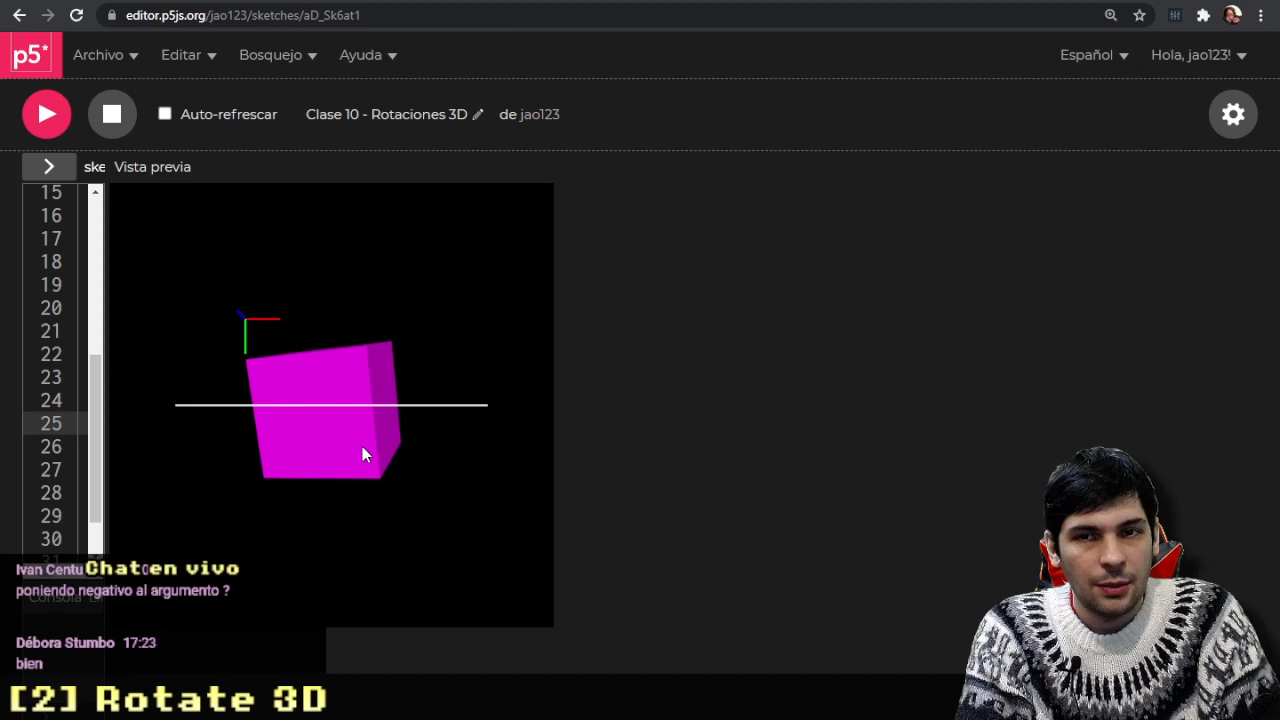 editor.p5js.org/jao123/sketches/aD_Sk6at1
p5* Archivo Editar Bosquejo Ayuda Español Hola, jao123!
Auto-refrescar Clase 10 - Rotaciones 3D de jao123
ske Vista previa
15
16
17
18
19
20
21
22
23
24
25
26
27
28
29
30
31
Ivan Centu
Chat en vivo
poniendo negativo al argumento ?
Consola
Débora Stumbo 17:23
bien
[2] Rotate 3D